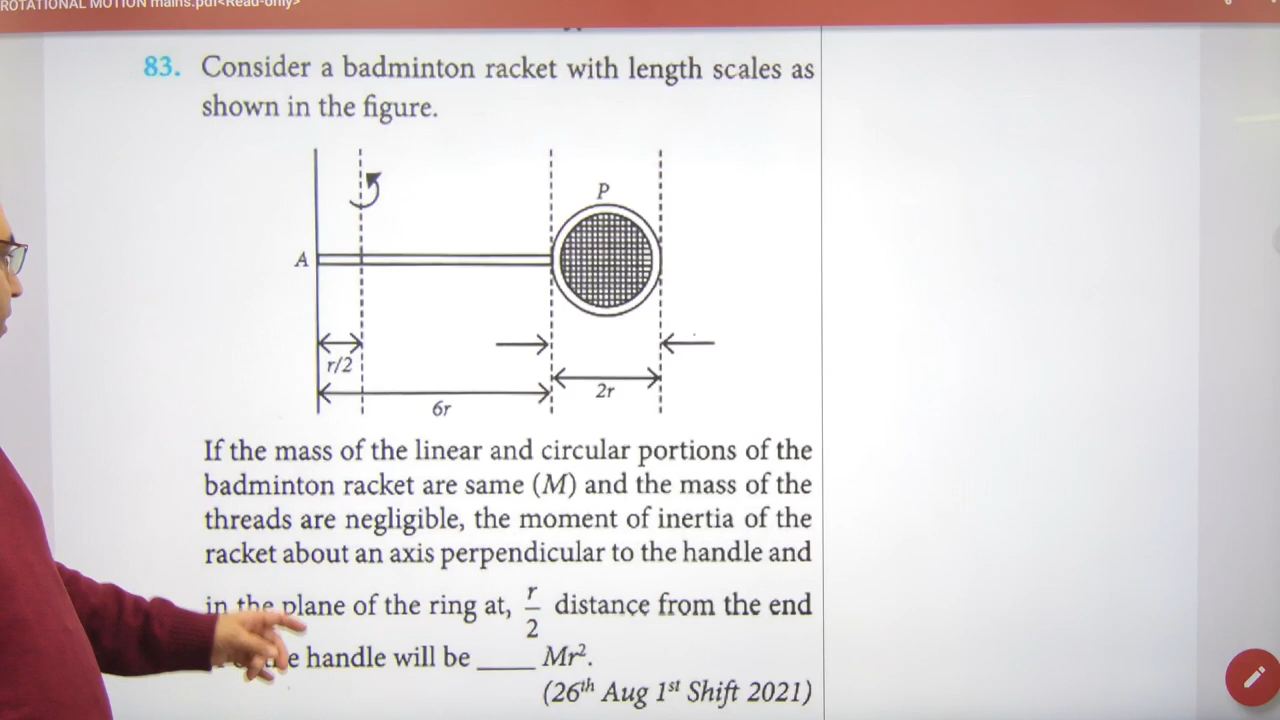 ROTATIONAL MOTION mains.pdf<Read-only>
83. Consider a badminton racket with length scales as
shown in the figure.
P
A
r/2
6r
2r
If the mass of the linear and circular portions of the
badminton racket are same (M) and the mass of the
threads are negligible, the moment of inertia of the
racket about an axis perpendicular to the handle and
in the plane of the ring at, r/2 distance from the end
handle will be ____ Mr².
(26th Aug 1st Shift 2021)